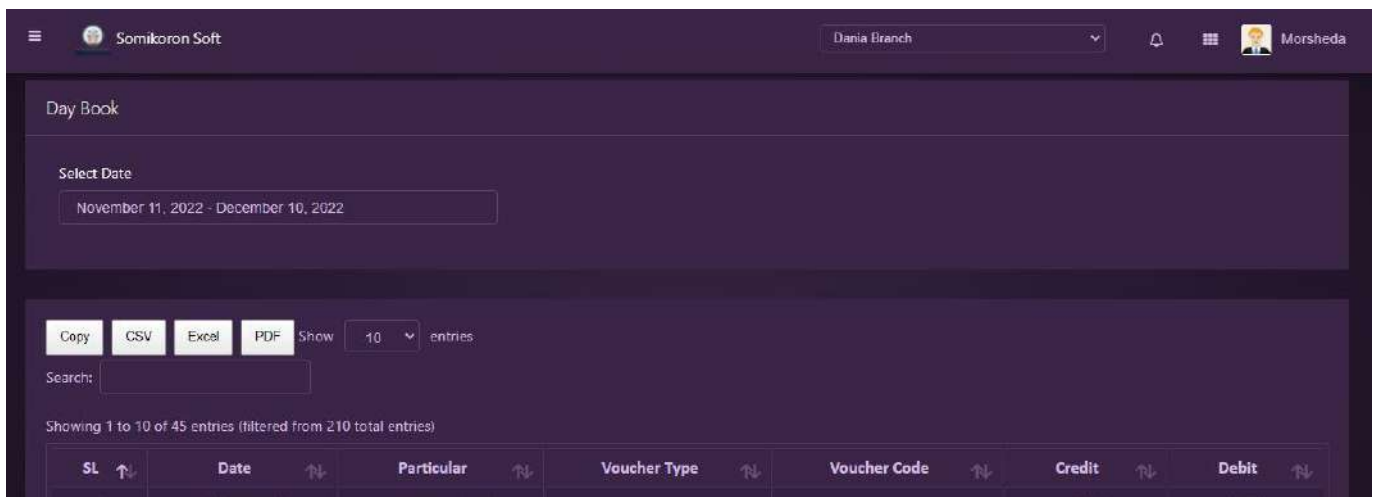 Somikoron Soft Dania Branch Morsheda
Day Book
Select Date
November 11, 2022 - December 10, 2022
Copy CSV Excel PDF Show 10 entries
Search:
Showing 1 to 10 of 45 entries (filtered from 210 total entries)
SL Date Particular Voucher Type Voucher Code Credit Debit